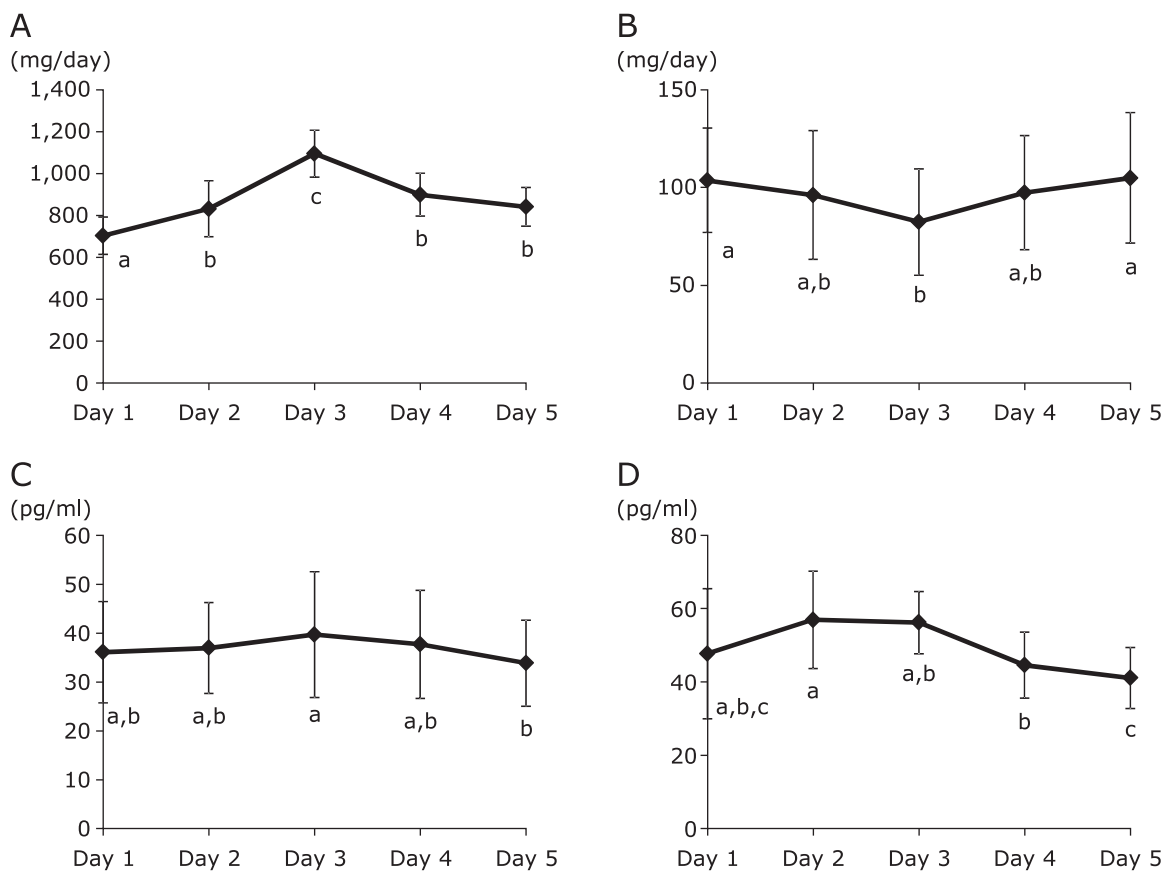 A
(mg/day)
1,400
1,200
1,000
800
600
400
200
0
a
b
c
b
b
Day 1 Day 2 Day 3 Day 4 Day 5
B
(mg/day)
150
100
50
0
a
a,b
b
a,b
a
Day 1 Day 2 Day 3 Day 4 Day 5
C
(pg/ml)
60
50
40
30
20
10
0
a,b
a,b
a
a,b
b
Day 1 Day 2 Day 3 Day 4 Day 5
D
(pg/ml)
80
60
40
20
0
a,b,c
a
a,b
b
c
Day 1 Day 2 Day 3 Day 4 Day 5